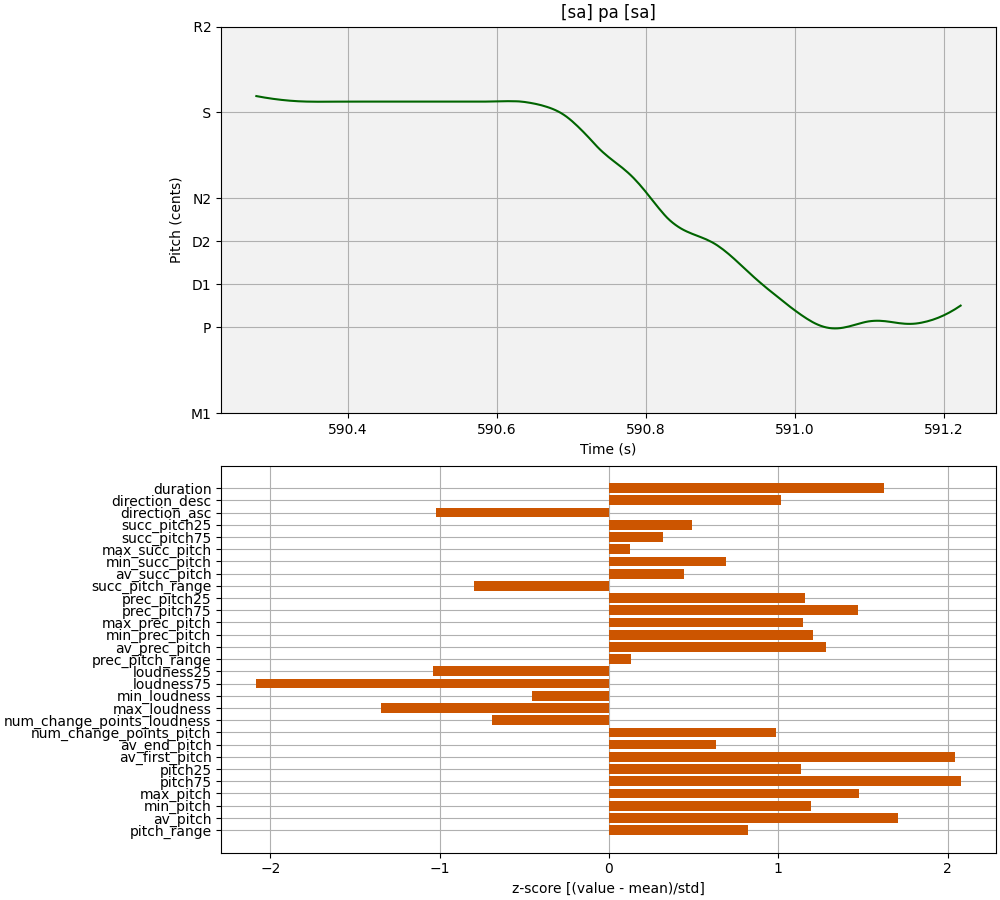 [sa] pa [sa]
R2
S
N2
D2
D1
P
M1
Pitch (cents)
590.4 590.6 590.8 591.0 591.2
Time (s)
duration
direction_desc
direction_asc
succ_pitch25
succ_pitch75
max_succ_pitch
min_succ_pitch
av_succ_pitch
succ_pitch_range
prec_pitch25
prec_pitch75
max_prec_pitch
min_prec_pitch
av_prec_pitch
prec_pitch_range
loudness25
loudness75
min_loudness
max_loudness
num_change_points_loudness
num_change_points_pitch
av_end_pitch
av_first_pitch
pitch25
pitch75
max_pitch
min_pitch
av_pitch
pitch_range
−2 −1 0 1 2
z-score [(value - mean)/std]